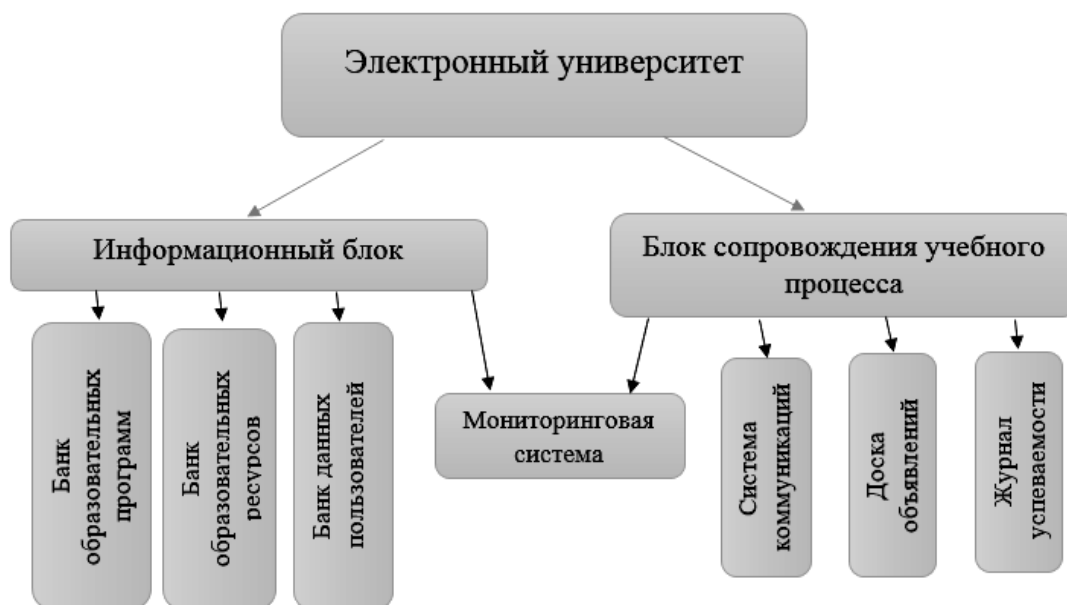 Электронный университет
Информационный блок
Блок сопровождения учебного
процесса
Банк
образовательных
программ
Банк
образовательных
ресурсов
Банк данных
пользователей
Мониторинговая
система
Система
коммуникаций
Доска
объявлений
Журнал
успеваемости